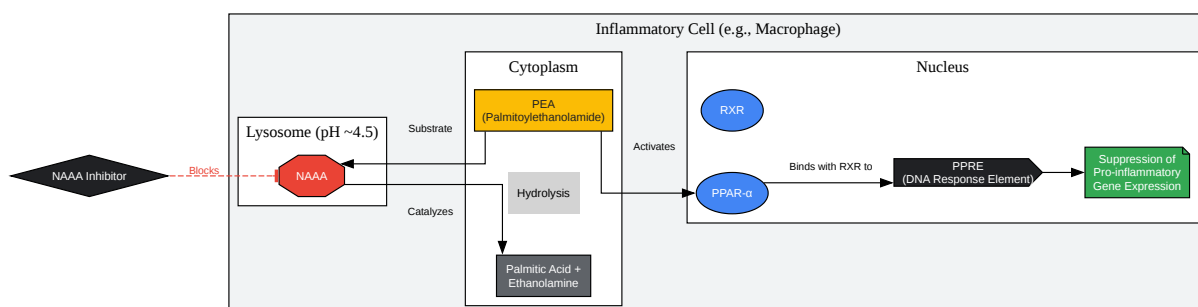 Inflammatory Cell (e.g., Macrophage)
Cytoplasm
Nucleus
PEA
(Palmitoylethanolamide)
RXR
Lysosome (pH ~4.5)
Substrate
Activates
NAAA Inhibitor
Blocks
NAAA
Hydrolysis
PPAR-α
Binds with RXR to
PPRE
(DNA Response Element)
Suppression of
Pro-inflammatory
Gene Expression
Catalyzes
Palmitic Acid +
Ethanolamine